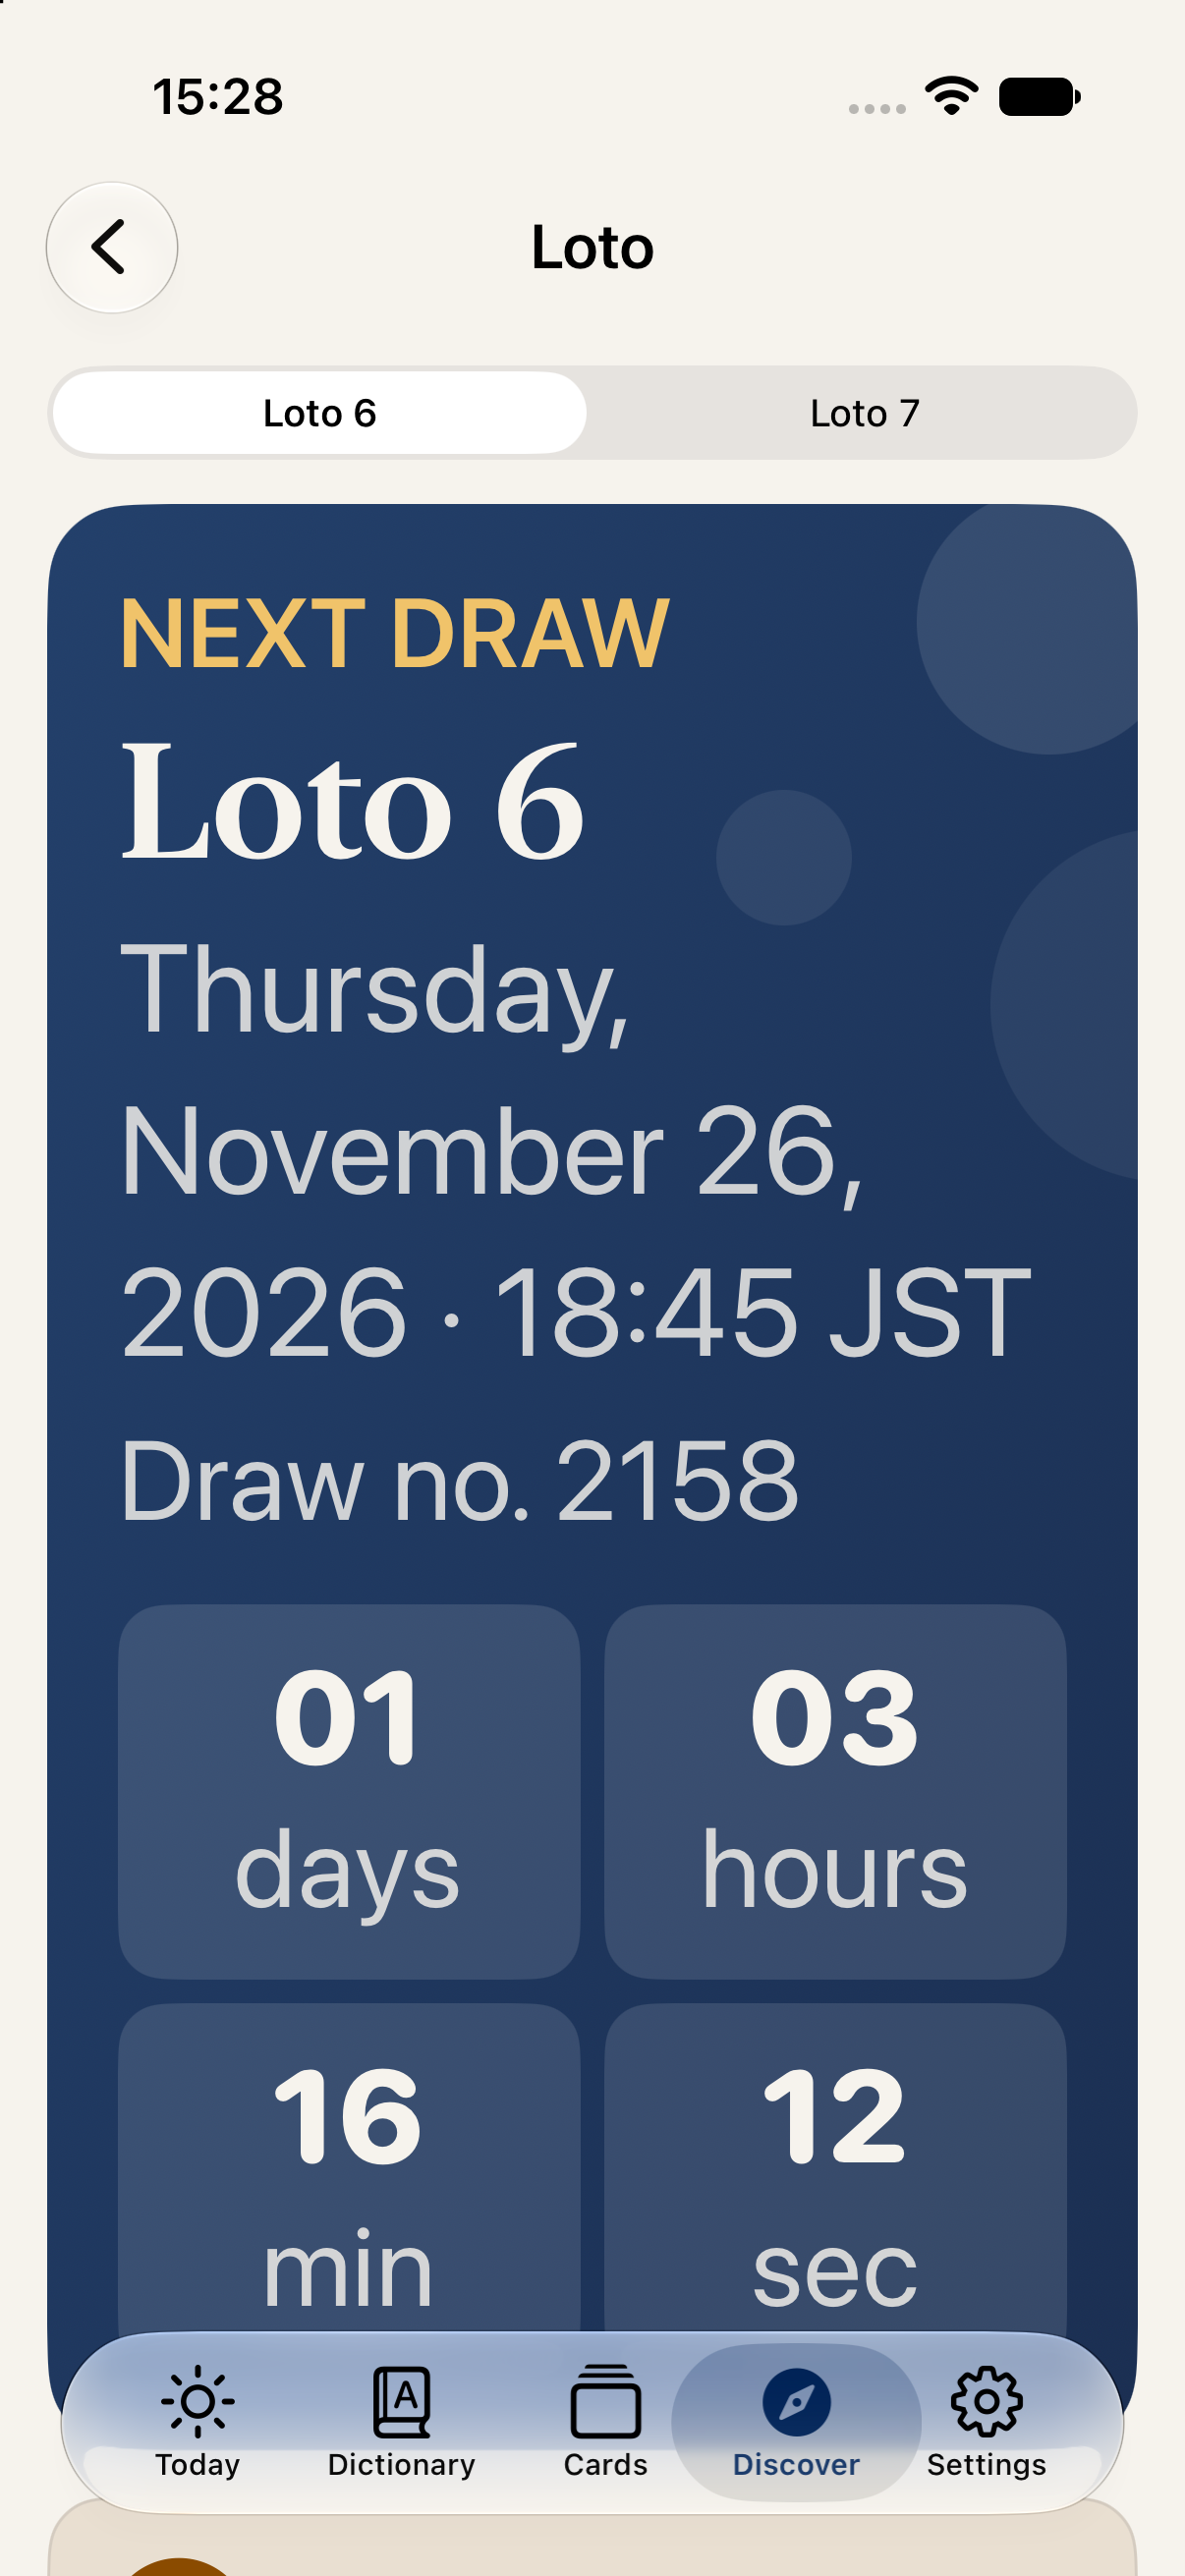 15:28
Loto
Loto 6
Loto 7
NEXT DRAW
Loto 6
Thursday,
November 26,
2026 · 18:45 JST
Draw no. 2158
01
days
03
hours
16
min
12
sec
Today
Dictionary
Cards
Discover
Settings